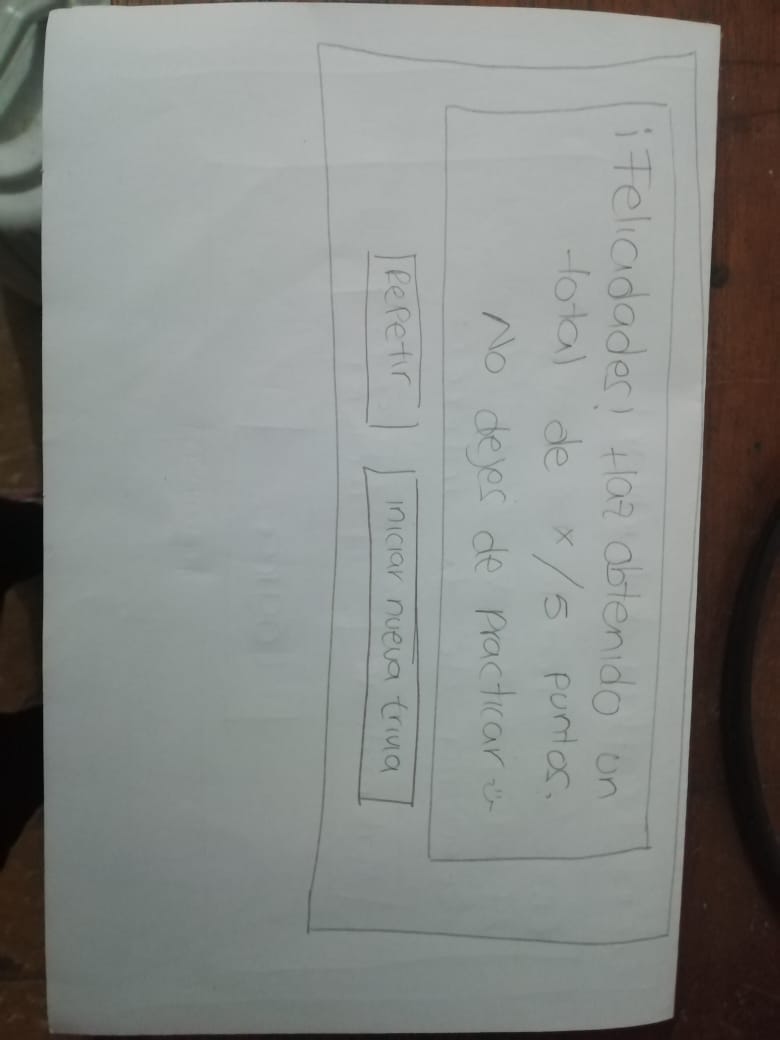 ¡Felicidades! Haz obtenido un
total de x/5 puntos.
No dejes de practicar :)
Repetir
iniciar nueva trivia